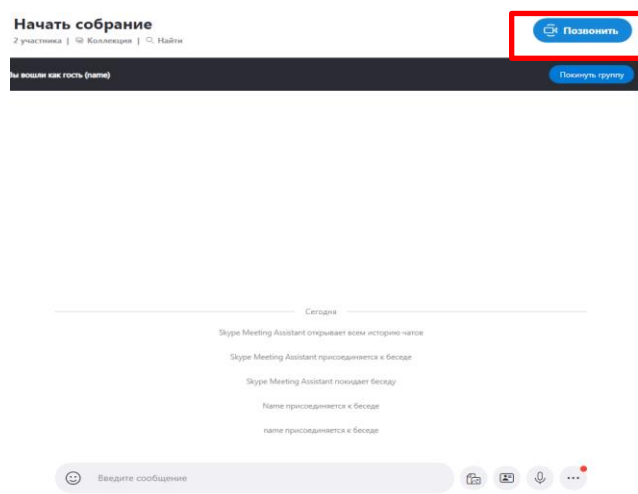 Начать собрание
2 участника | Коллекция | Найти
Позвонить
Вы вошли как гость (name)
Покинуть группу
Сегодня
Skype Meeting Assistant открывает всем историю чатов
Skype Meeting Assistant присоединяется к беседе
Skype Meeting Assistant покидает беседу
Name присоединяется к беседе
name присоединяется к беседе
Введите сообщение